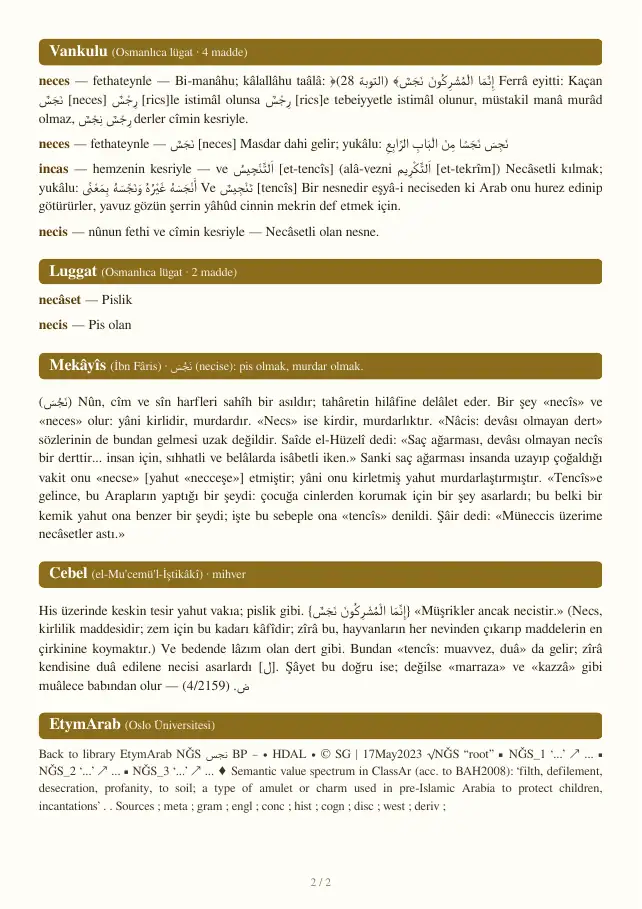 Vankulu (Osmanlıca lügat · 4 madde)
neces — fethateynle — Bi-manâhu; kâlallâhu taâlâ: ﴿إِنَّمَا الْمُشْرِكُونَ نَجَسٌ﴾ (التوبة 28) Ferrâ eyitti: Kaçan
نَجَسٌ [neces] رِجْسٌ [rics]le istimâl olunsa رِجْسٌ [rics]e tebeiyyetle istimâl olunur, müstakil manâ murâd
olmaz, رِجْسٌ نِجْسٌ derler cîmin kesriyle.
neces — fethateynle — نَجَسٌ [neces] Masdar dahi gelir; yukâlu: نَجِسَ نَجَسًا مِنَ الْبَابِ الرَّابِعِ
incas — hemzenin kesriyle — ve اَلتَّنْجِيسُ [et-tencîs] (alâ-vezni اَلتَّكْرِيم [et-tekrîm]) Necâsetli kılmak;
yukâlu: أَنْجَسَهُ غَيْرُهُ وَنَجَّسَهُ بِمَعْنًى Ve تَنْجِيسٌ [tencîs] Bir nesnedir eşyâ-i neciseden ki Arab onu hurez edinip
götürürler, yavuz gözün şerrin yâhûd cinnin mekrin def etmek için.
necis — nûnun fethi ve cîmin kesriyle — Necâsetli olan nesne.
Luggat (Osmanlıca lügat · 2 madde)
necâset — Pislik
necis — Pis olan
Mekâyîs (İbn Fâris) · نَجُسَ (necise): pis olmak, murdar olmak.
(نَجُسَ) Nûn, cîm ve sîn harfleri sahîh bir asıldır; tahâretin hilâfine delâlet eder. Bir şey «necîs» ve
«neces» olur: yâni kirlidir, murdardır. «Necs» ise kirdir, murdarlıktır. «Nâcis: devâsı olmayan dert»
sözlerinin de bundan gelmesi uzak değildir. Saîde el-Hüzelî dedi: «Saç ağarması, devâsı olmayan necîs
bir derttir... insan için, sıhhatli ve belâlarda isâbetli iken.» Sanki saç ağarması insanda uzayıp çoğaldığı
vakit onu «necse» [yahut «necceşe»] etmiştir; yâni onu kirletmiş yahut murdarlaştırmıştır. «Tencîs»e
gelince, bu Arapların yaptığı bir şeydi: çocuğa cinlerden korumak için bir şey asarlardı; bu belki bir
kemik yahut ona benzer bir şeydi; işte bu sebeple ona «tencîs» denildi. Şâir dedi: «Müneccis üzerime
necâsetler astı.»
Cebel (el-Mu'cemü'l-İştikâkî) · mihver
His üzerinde keskin tesir yahut vakıa; pislik gibi. {إِنَّمَا الْمُشْرِكُونَ نَجَسٌ} «Müşrikler ancak necistir.» (Necs,
kirlilik maddesidir; zem için bu kadarı kâfîdir; zîrâ bu, hayvanların her nevinden çıkarıp maddelerin en
çirkinine koymaktır.) Ve bedende lâzım olan dert gibi. Bundan «tencîs: muavvez, duâ» da gelir; zîrâ
kendisine duâ edilene necisi asarlardı [ل]. Şâyet bu doğru ise; değilse «marraza» ve «kazzâ» gibi
muâlece babından olur — (4/2159) .ض
EtymArab (Oslo Üniversitesi)
Back to library EtymArab NǦS نجس BP – • HDAL • © SG | 17May2023 √NǦS “root” ▪ NǦS_1 ‘...’ ↗ ... ▪
NǦS_2 ‘...’ ↗ ... ▪ NǦS_3 ‘...’ ↗ ... ♦ Semantic value spectrum in ClassAr (acc. to BAH2008): ‘filth, defilement,
desecration, profanity, to soil; a type of amulet or charm used in pre-Islamic Arabia to protect children,
incantations’ . . Sources ; meta ; gram ; engl ; conc ; hist ; cogn ; disc ; west ; deriv ;
2 / 2